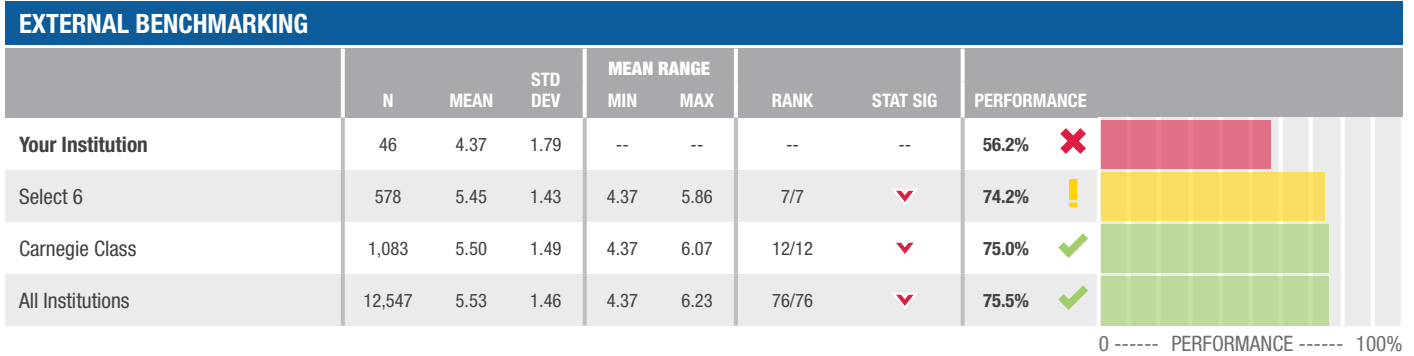 EXTERNAL BENCHMARKING
N MEAN STD DEV MEAN RANGE MIN MAX RANK STAT SIG PERFORMANCE
Your Institution 46 4.37 1.79 -- -- -- -- 56.2%
Select 6 578 5.45 1.43 4.37 5.86 7/7 74.2%
Carnegie Class 1,083 5.50 1.49 4.37 6.07 12/12 75.0%
All Institutions 12,547 5.53 1.46 4.37 6.23 76/76 75.5%
0 ------ PERFORMANCE ------ 100%